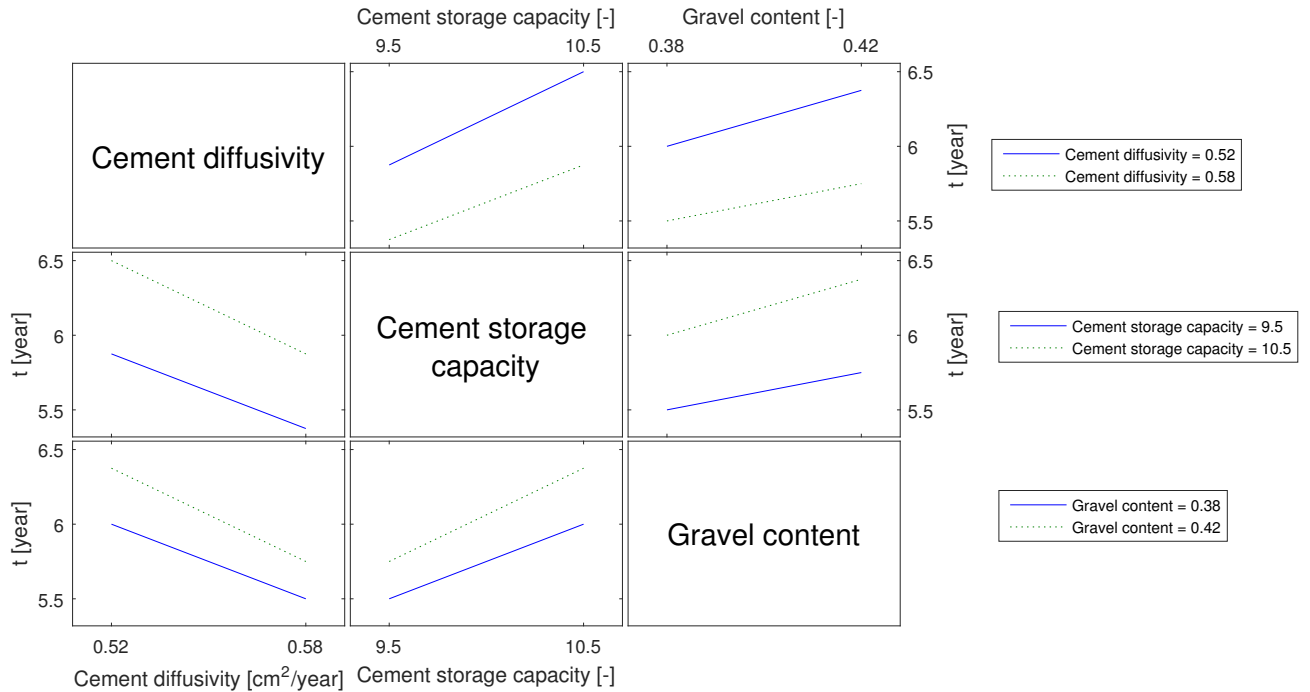 Cement storage capacity [-]
Gravel content [-]
9.5
10.5
0.38
0.42
Cement diffusivity
6.5
6
5.5
t [year]
Cement diffusivity = 0.52
Cement diffusivity = 0.58
6.5
6
5.5
t [year]
Cement storage
capacity
6.5
6
5.5
t [year]
Cement storage capacity = 9.5
Cement storage capacity = 10.5
6.5
6
5.5
t [year]
Gravel content
Gravel content = 0.38
Gravel content = 0.42
0.52
0.58
9.5
10.5
Cement diffusivity [cm²/year]
Cement storage capacity [-]